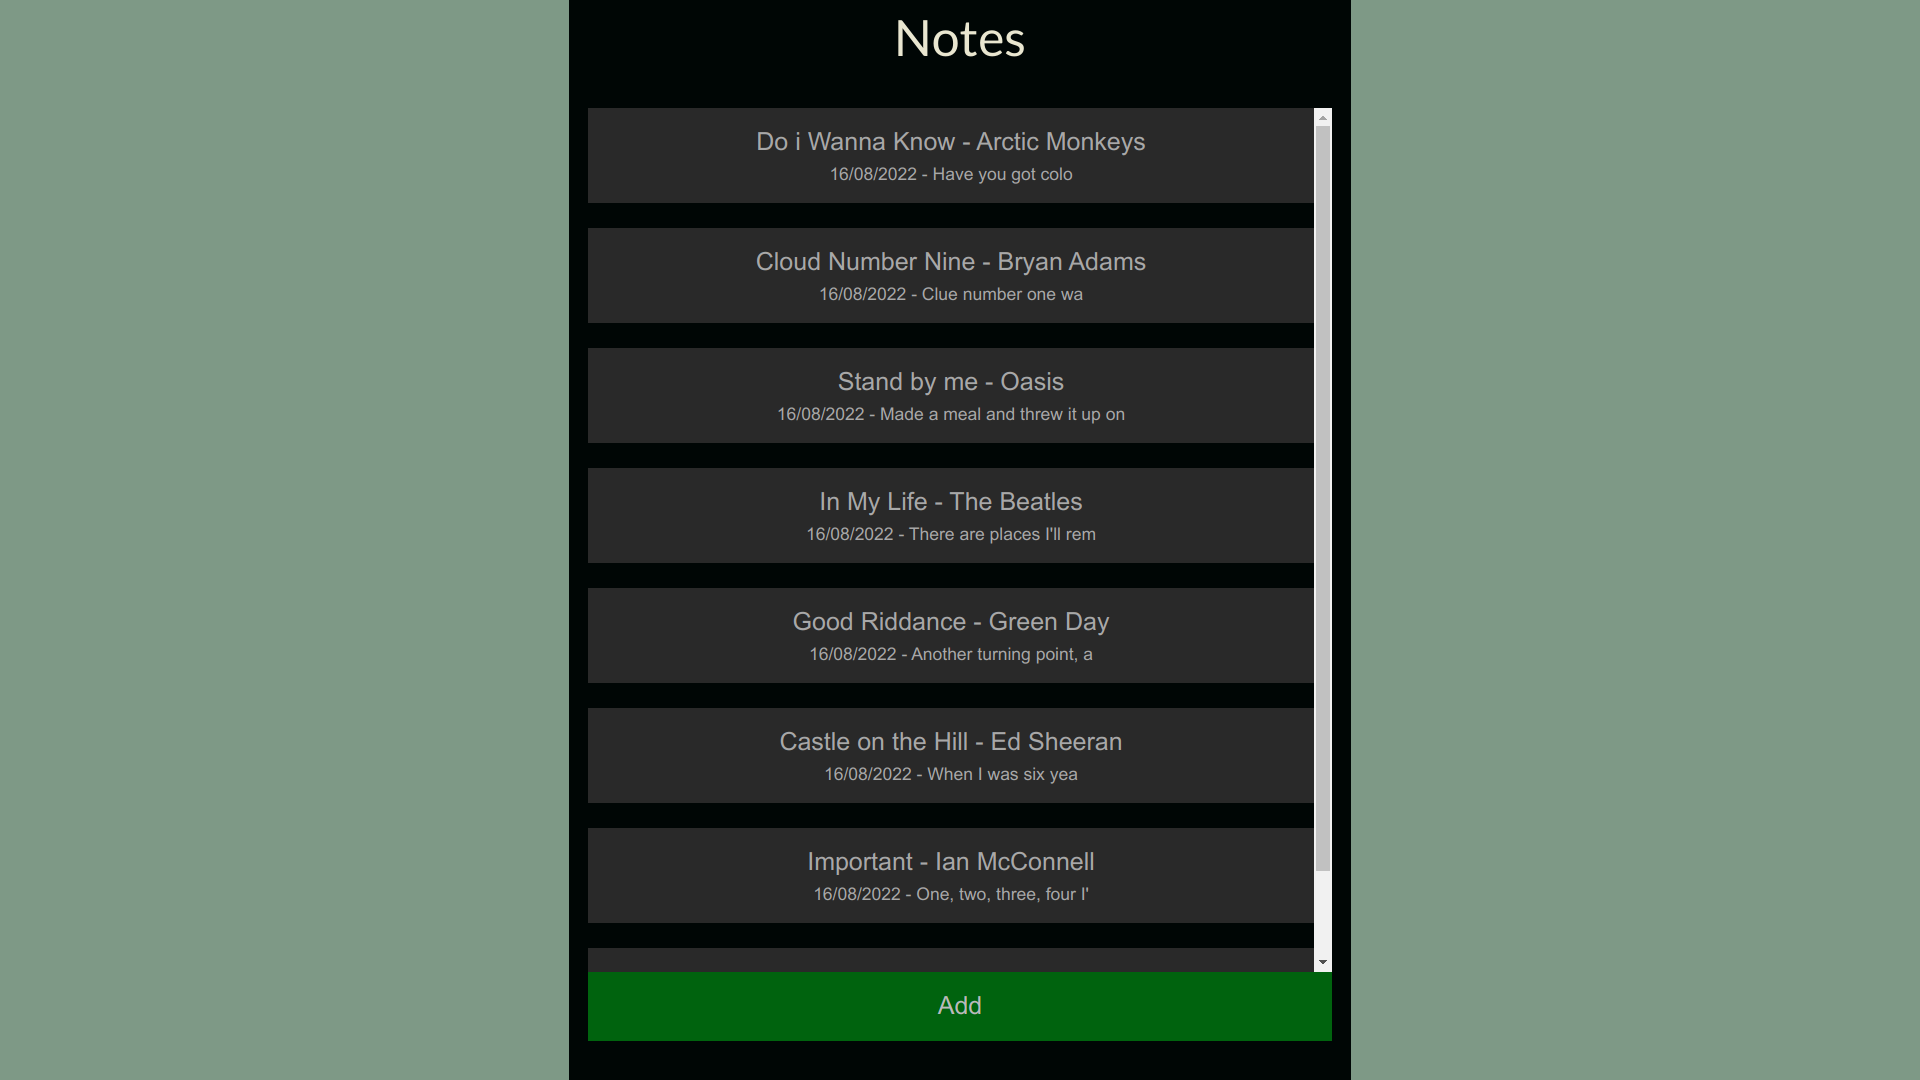 Notes
Do i Wanna Know - Arctic Monkeys
16/08/2022 - Have you got colo
Cloud Number Nine - Bryan Adams
16/08/2022 - Clue number one wa
Stand by me - Oasis
16/08/2022 - Made a meal and threw it up on
In My Life - The Beatles
16/08/2022 - There are places I'll rem
Good Riddance - Green Day
16/08/2022 - Another turning point, a
Castle on the Hill - Ed Sheeran
16/08/2022 - When I was six yea
Important - Ian McConnell
16/08/2022 - One, two, three, four I'
Add